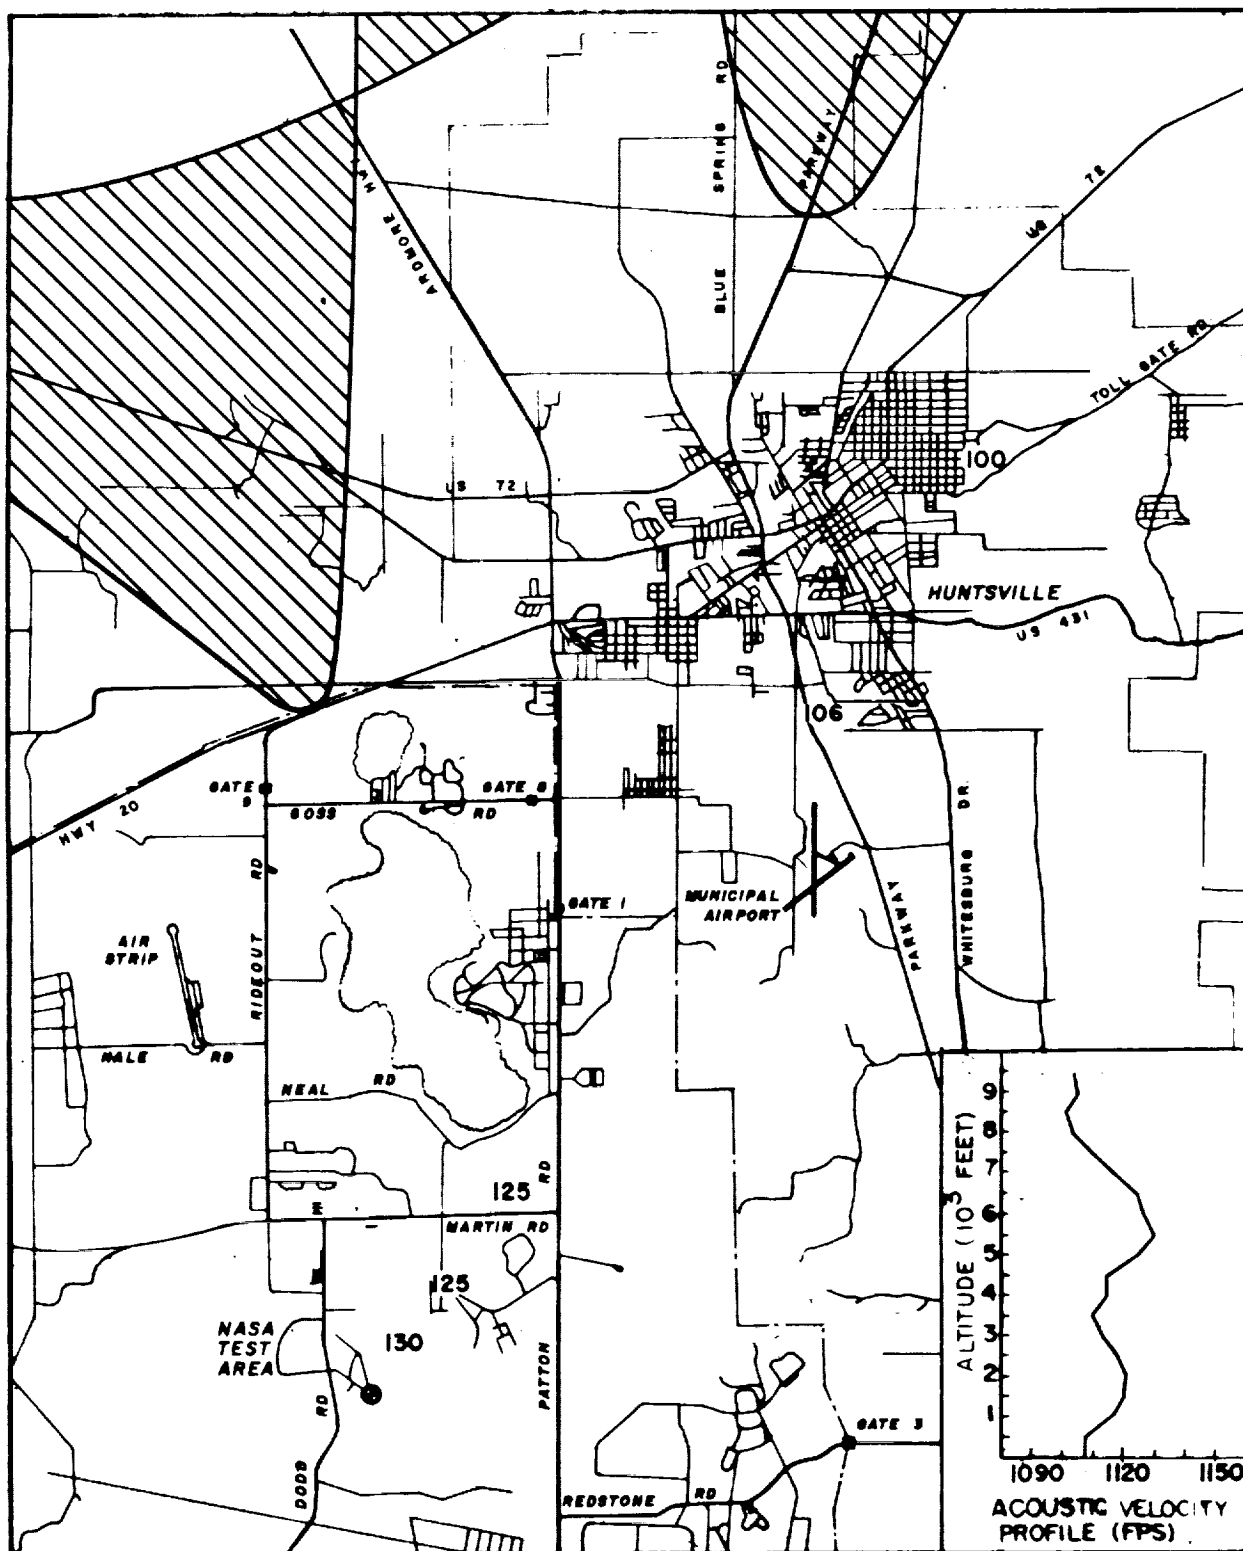 BLUE SPRING RD
PARKWAY
ARDMORE HW
US 72
TOLL GATE RD
US 72
100
HUNTSVILLE
US 431
106
HWY 20
GATE 9
GOSS RD
GATE 8
DR.
WHITESBURG
PARKWAY
MUNICIPAL
AIRPORT
GATE 1
RIDEOUT RD
AIR
STRIP
HALE RD
NEAL RD
125
RD
MARTIN RD
125
130
NASA
TEST
AREA
PATTON
DODD RD
GATE 3
REDSTONE RD
ALTITUDE (10³ FEET)
9
8
7
6
5
4
3
2
1
1090 1120 1150
ACOUSTIC VELOCITY
PROFILE (FPS)